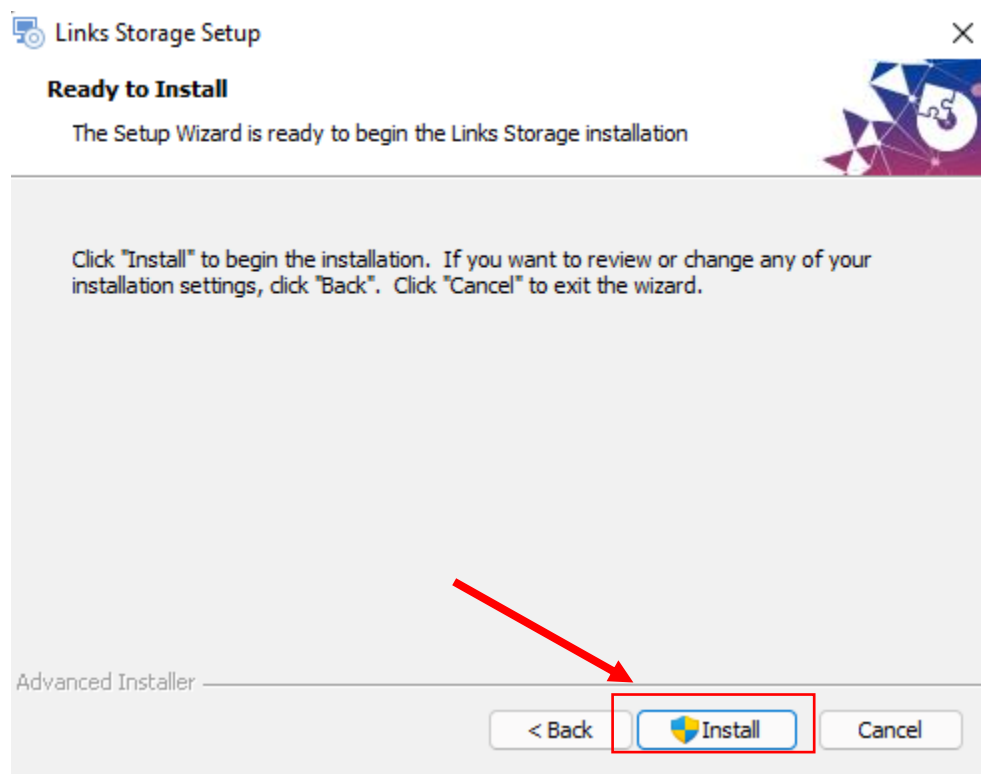 Links Storage Setup
Ready to Install
The Setup Wizard is ready to begin the Links Storage installation
Click "Install" to begin the installation.  If you want to review or change any of your
installation settings, click "Back".  Click "Cancel" to exit the wizard.
Advanced Installer
< Back Install Cancel